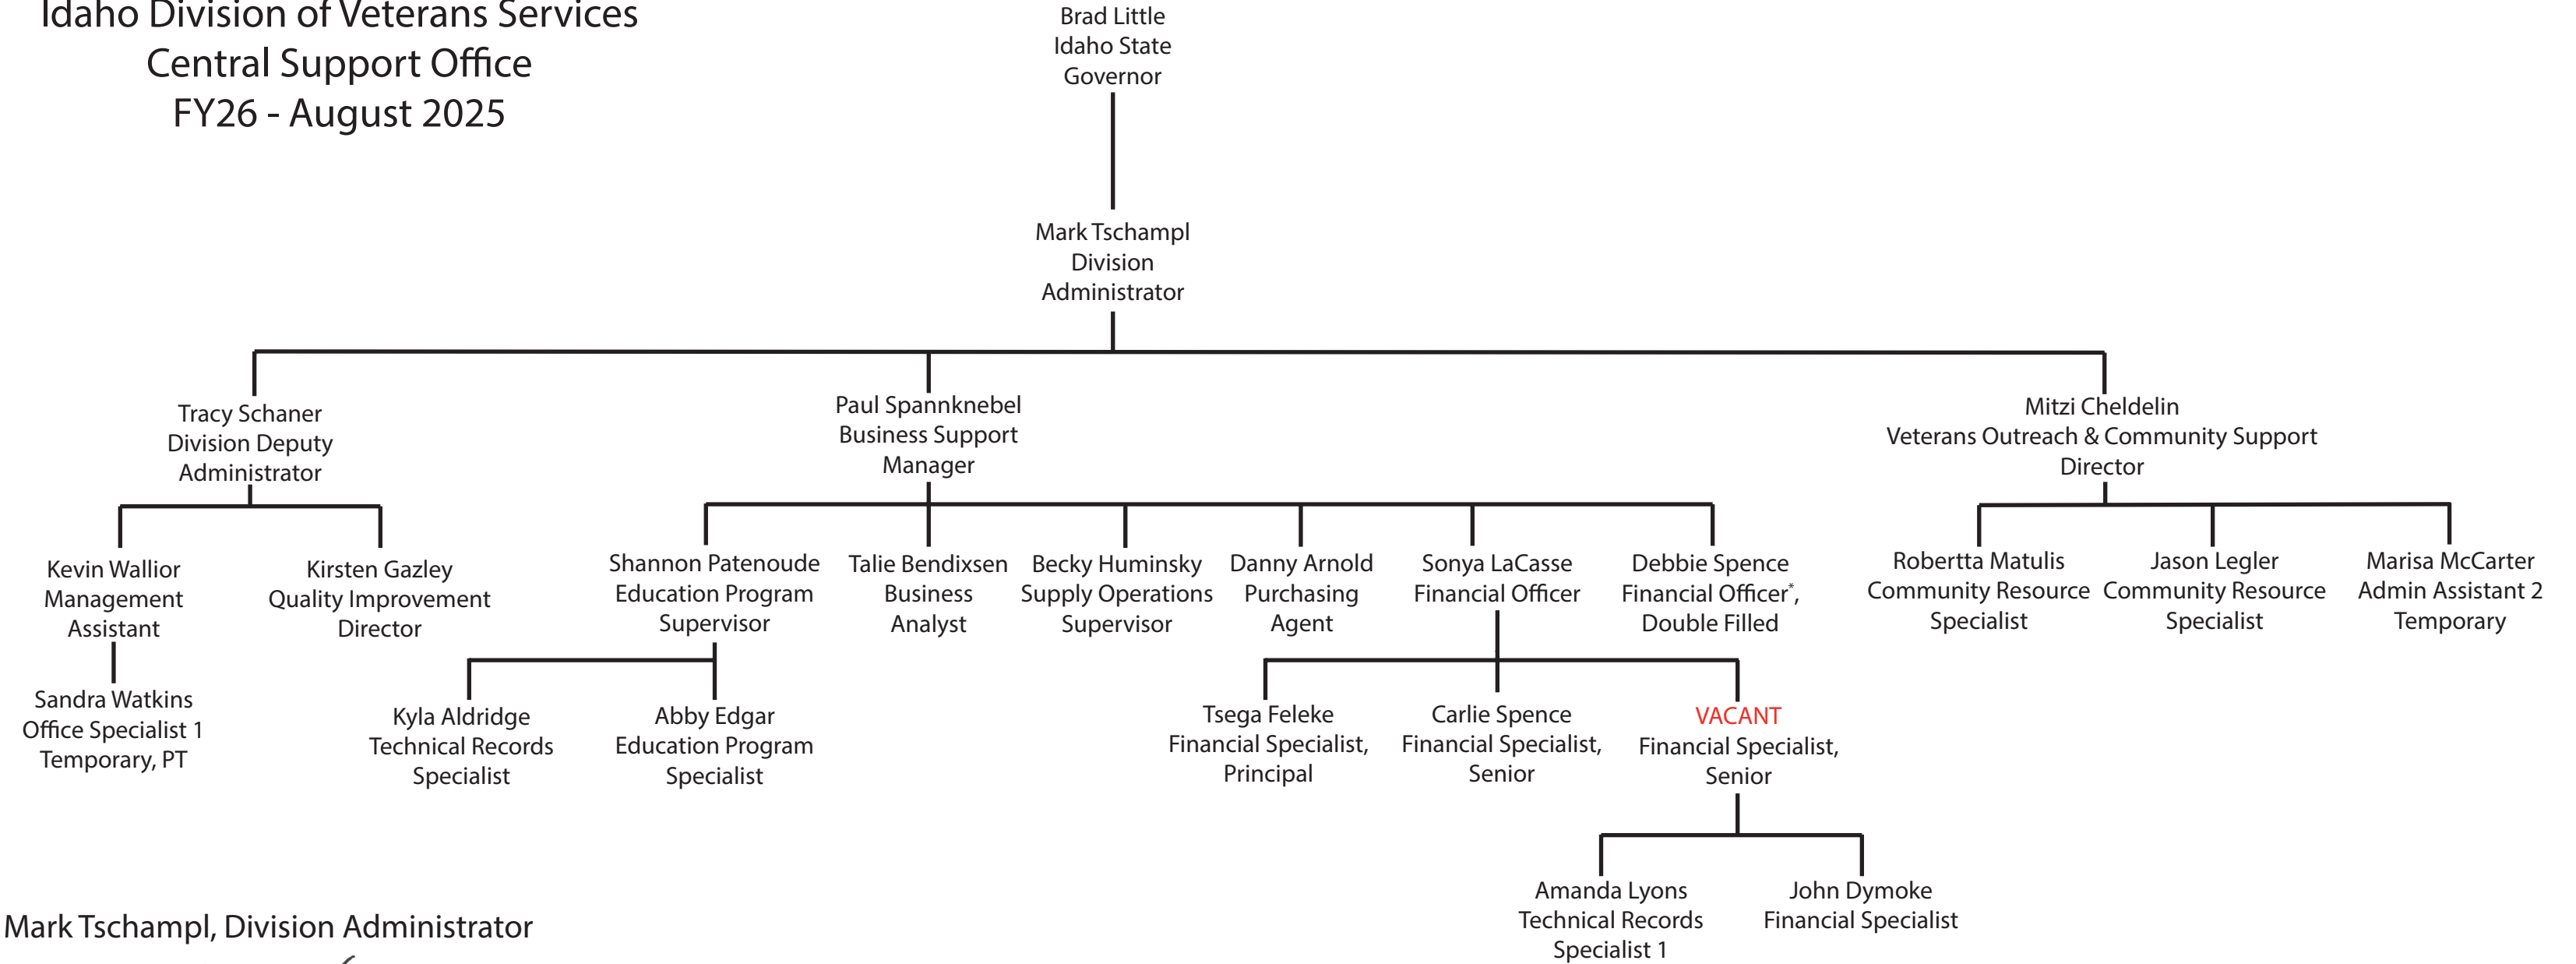 Idaho Division of Veterans Services
Central Support Office
FY26 - August 2025
Brad Little
Idaho State
Governor
Mark Tschampl
Division
Administrator
Tracy Schaner
Division Deputy
Administrator
Paul Spannknebel
Business Support
Manager
Mitzi Cheldelin
Veterans Outreach & Community Support
Director
Kevin Wallior
Management
Assistant
Kirsten Gazley
Quality Improvement
Director
Shannon Patenoude
Education Program
Supervisor
Talie Bendixsen
Business
Analyst
Becky Huminsky
Supply Operations
Supervisor
Danny Arnold
Purchasing
Agent
Sonya LaCasse
Financial Officer
Debbie Spence
Financial Officer*,
Double Filled
Robertta Matulis
Community Resource
Specialist
Jason Legler
Community Resource
Specialist
Marisa McCarter
Admin Assistant 2
Temporary
Sandra Watkins
Office Specialist 1
Temporary, PT
Kyla Aldridge
Technical Records
Specialist
Abby Edgar
Education Program
Specialist
Tsega Feleke
Financial Specialist,
Principal
Carlie Spence
Financial Specialist,
Senior
VACANT
Financial Specialist,
Senior
Amanda Lyons
Technical Records
Specialist 1
John Dymoke
Financial Specialist
Mark Tschampl, Division Administrator